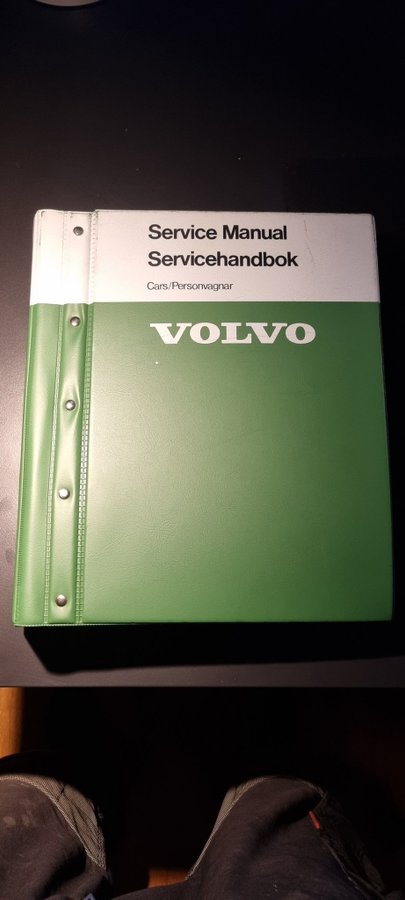 Service Manual
Servicehandbok
Cars/Personvagnar
VOLVO